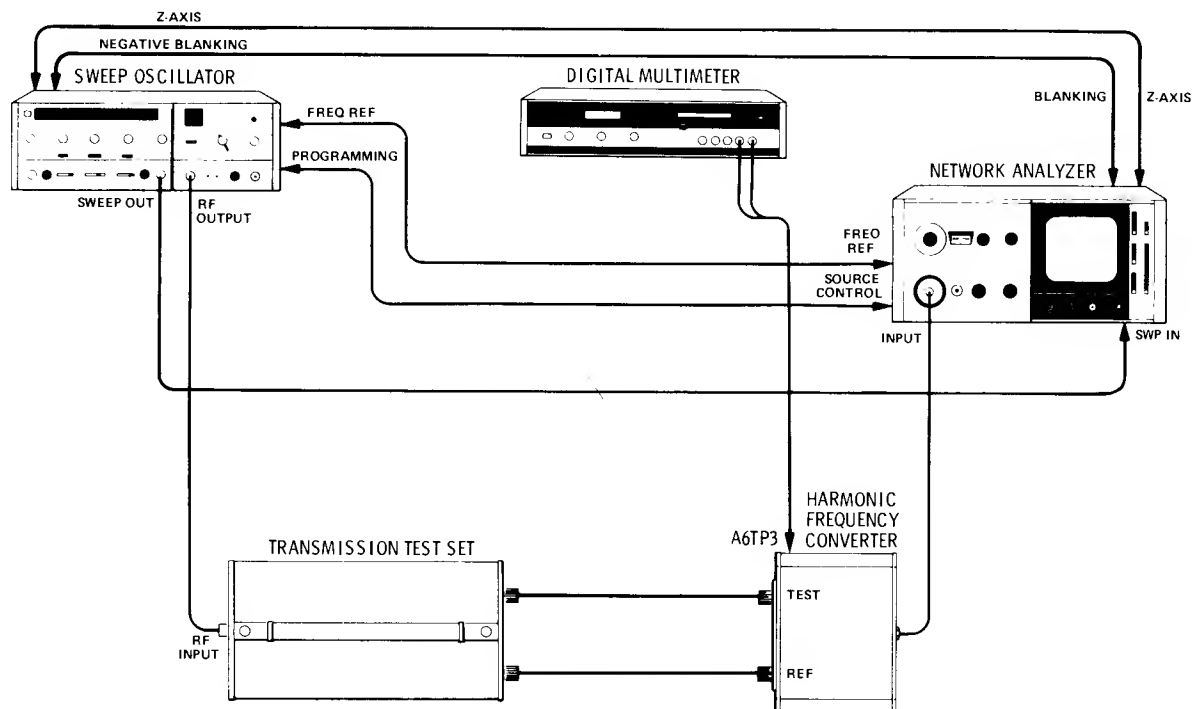 Z-AXIS
NEGATIVE BLANKING
SWEEP OSCILLATOR
DIGITAL MULTIMETER
BLANKING
Z-AXIS
FREQ REF
PROGRAMMING
NETWORK ANALYZER
SWEEP OUT
RF
OUTPUT
FREQ
REF
SOURCE
CONTROL
INPUT
SWP IN
HARMONIC
FREQUENCY
CONVERTER
A6TP3
TRANSMISSION TEST SET
TEST
RF
INPUT
REF